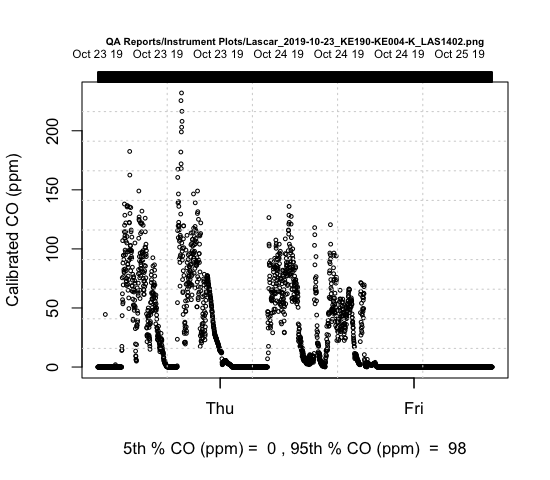 QA Reports/Instrument Plots/Lascar_2019-10-23_KE190-KE004-K_LAS1402.png
Oct 23 19 Oct 23 19 Oct 23 19 Oct 24 19 Oct 24 19 Oct 24 19 Oct 25 19
Calibrated CO (ppm)
200
150
100
50
0
Thu Fri
5th % CO (ppm) = 0 , 95th % CO (ppm) = 98